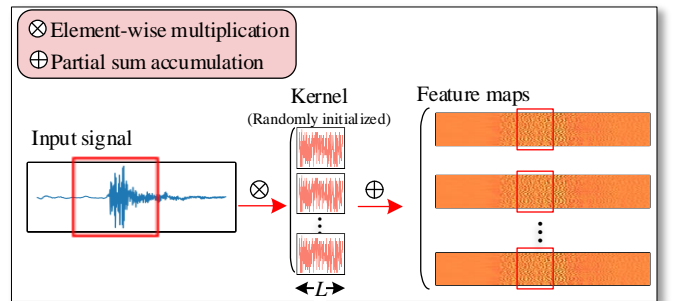 ⊗ Element-wise multiplication
⊕ Partial sum accumulation
Input signal
⊗
Kernel
(Randomly initialized)
⋮
L
⊕
Feature maps
⋮